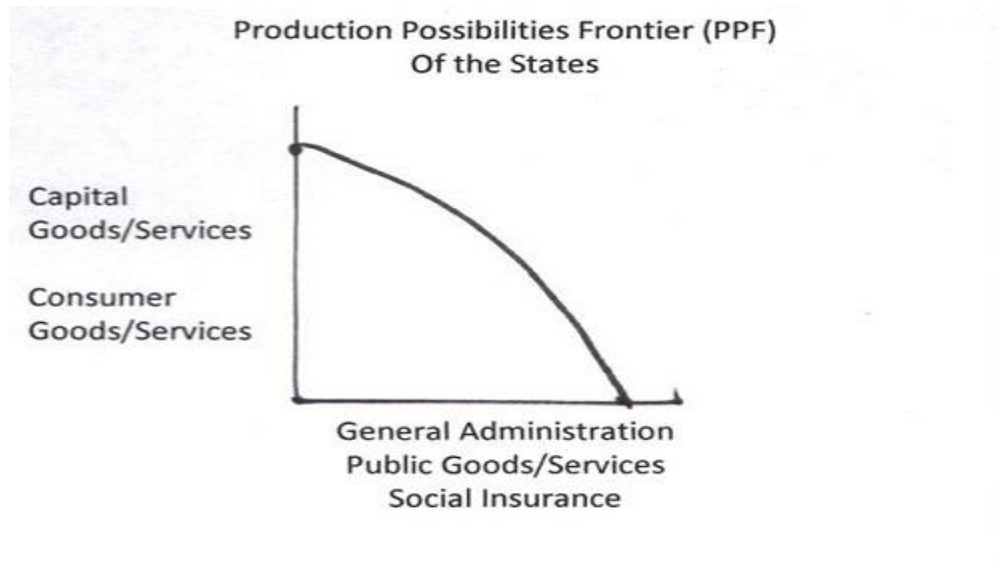 Production Possibilities Frontier (PPF)
Of the States
Capital
Goods/Services
Consumer
Goods/Services
General Administration
Public Goods/Services
Social Insurance